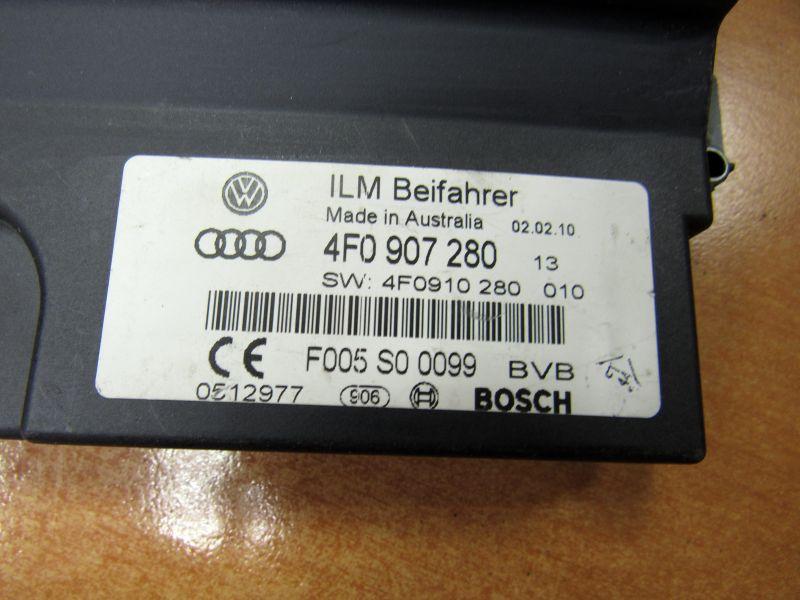 ILM Beifahrer
Made in Australia 02.02.10
4F0 907 280 13
SW: 4F0910 280 010
CE F005 S0 0099 BVB
0512977 906 BOSCH